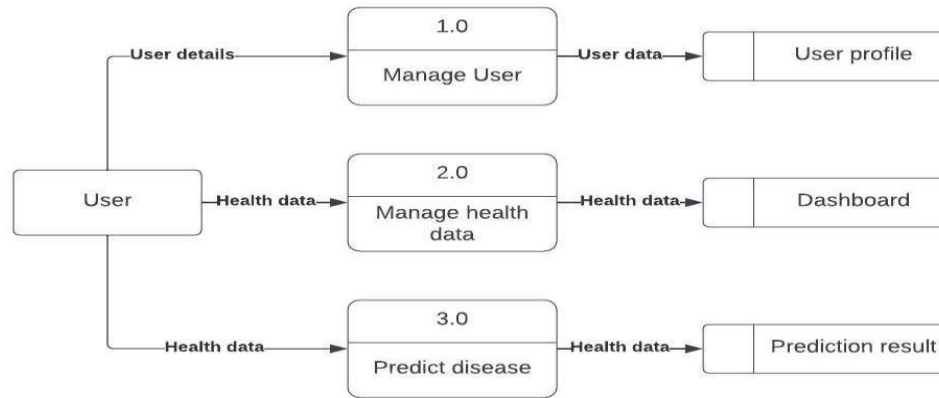 1.0
User details
Manage User
User data
User profile
2.0
User
Health data
Manage health
data
Health data
Dashboard
3.0
Health data
Predict disease
Health data
Prediction result